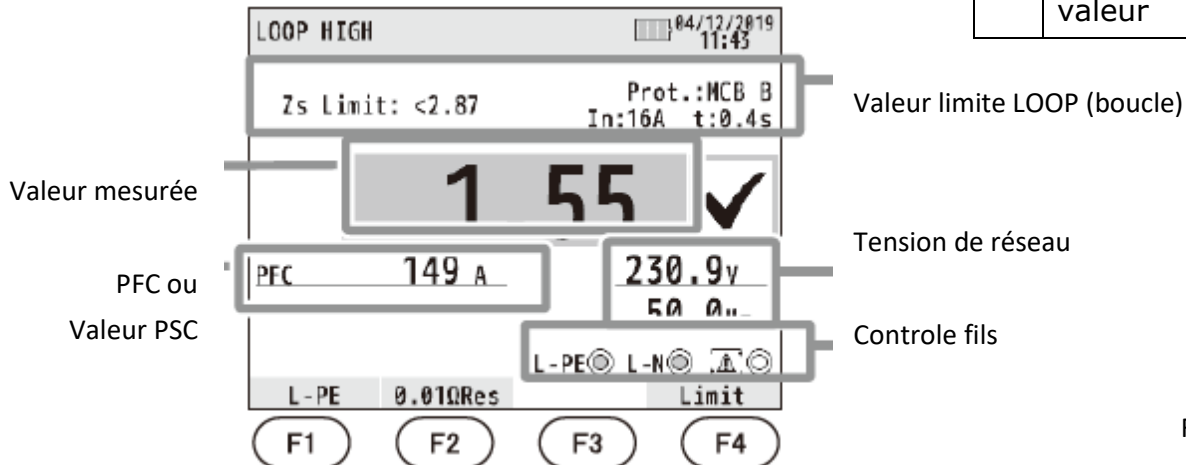 valeur
LOOP HIGH
04/12/2019
11:43
Zs Limit: <2.87
Prot.:MCB B
In:16A t:0.4s
Valeur limite LOOP (boucle)
Valeur mesurée
1 55
PFC ou
Valeur PSC
PFC 149 A
230.9V
50 0
Tension de réseau
Controle fils
L-PE L-N
L-PE 0.01ΩRes Limit
F1 F2 F3 F4